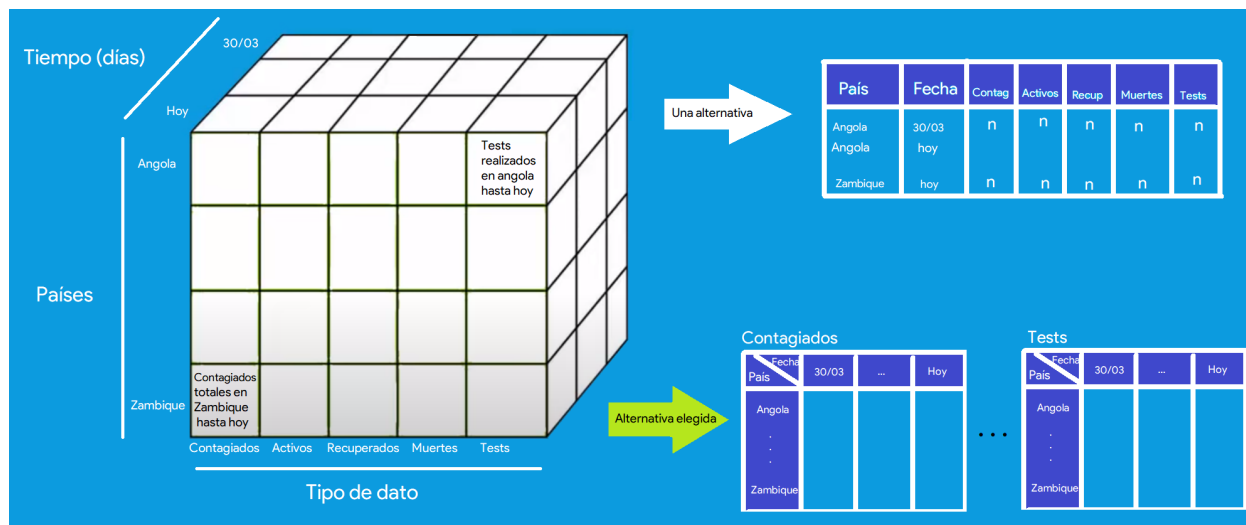 Tiempo (días)
30/03
Hoy
Angola
Países
Zambique
Tests
realizados
en angola
hasta hoy
Contagiados
totales en
Zambique
hasta hoy
Contagiados Activos Recuperados Muertes Tests
Tipo de dato
Una alternativa
País Fecha Contag Activos Recup Muertes Tests
Angola 30/03 n n n n n
Angola hoy
Zambique hoy n n n n n
Alternativa elegida
Contagiados
Fecha
País 30/03 ... Hoy
Angola
.
.
.
Zambique
...
Tests
Fecha
País 30/03 ... Hoy
Angola
.
.
.
Zambique